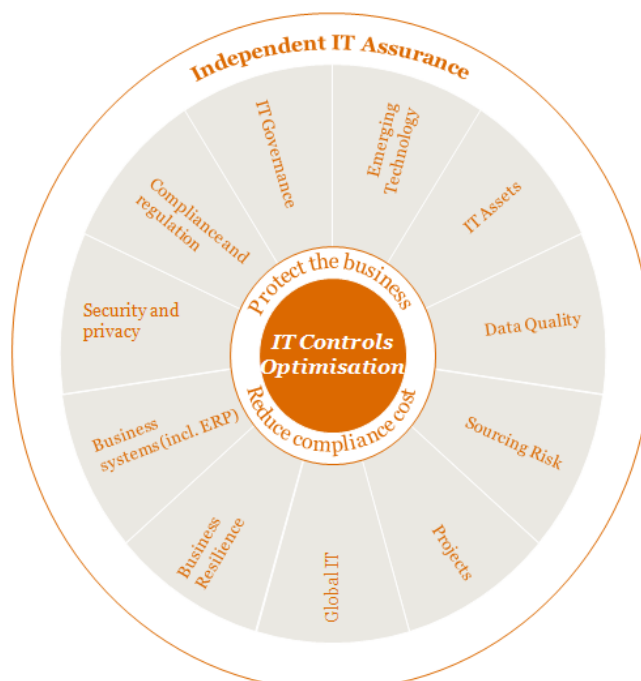 Independent IT Assurance
IT Governance
Emerging
Technology
IT Assets
Data Quality
Sourcing Risk
Projects
Global IT
Business
Resilience
Business
systems(incl. ERP)
Security and
privacy
Compliance and
regulation
Protect the business
IT Controls
Optimisation
Reduce compliance cost